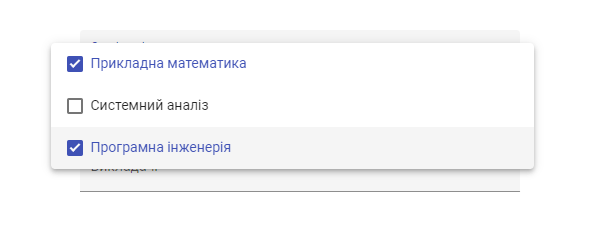 Прикладна математика
Системний аналіз
Програмна інженерія